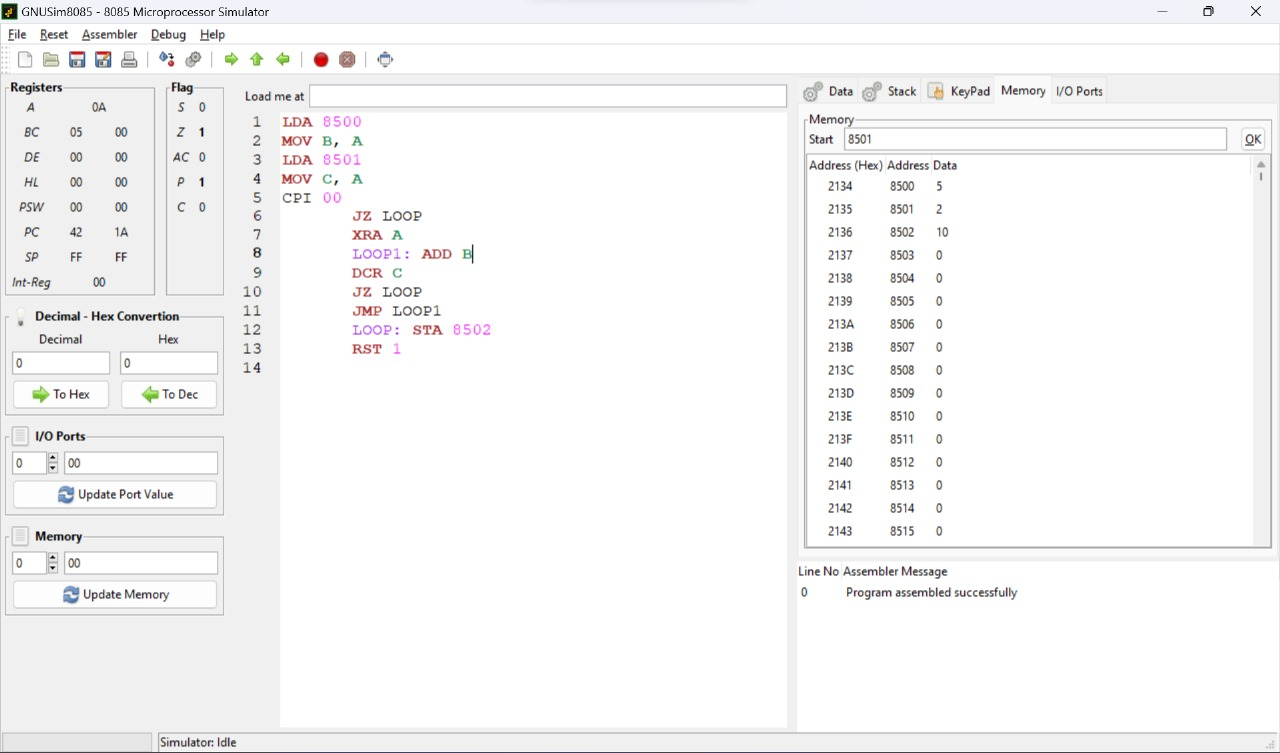 GNUSim8085 - 8085 Microprocessor Simulator
File Reset Assembler Debug Help
Registers
A 0A
BC 05 00
DE 00 00
HL 00 00
PSW 00 00
PC 42 1A
SP FF FF
Int-Reg 00
Flag
S 0
Z 1
AC 0
P 1
C 0
Decimal - Hex Convertion
Decimal Hex
0 0
To Hex To Dec
I/O Ports
0 00
Update Port Value
Memory
0 00
Update Memory
Load me at
1 LDA 8500
2 MOV B, A
3 LDA 8501
4 MOV C, A
5 CPI 00
6 JZ LOOP
7 XRA A
8 LOOP1: ADD B
9 DCR C
10 JZ LOOP
11 JMP LOOP1
12 LOOP: STA 8502
13 RST 1
14
Data Stack KeyPad Memory I/O Ports
Memory
Start 8501 OK
Address (Hex) Address Data
2134 8500 5
2135 8501 2
2136 8502 10
2137 8503 0
2138 8504 0
2139 8505 0
213A 8506 0
213B 8507 0
213C 8508 0
213D 8509 0
213E 8510 0
213F 8511 0
2140 8512 0
2141 8513 0
2142 8514 0
2143 8515 0
Line No Assembler Message
0 Program assembled successfully
Simulator: Idle